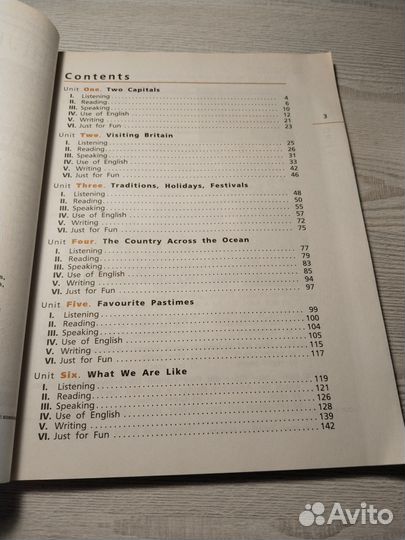 Contents
3
Unit One. Two Capitals
I. Listening 4
II. Reading 6
III. Speaking 10
IV. Use of English 12
V. Writing 21
VI. Just for Fun 23
Unit Two. Visiting Britain
I. Listening 25
II. Reading 26
III. Speaking 31
IV. Use of English 33
V. Writing 42
VI. Just for Fun 46
Unit Three. Traditions, Holidays, Festivals
I. Listening 48
II. Reading 50
III. Speaking 55
IV. Use of English 57
V. Writing 72
VI. Just for Fun 75
Unit Four. The Country Across the Ocean
I. Listening 77
II. Reading 79
III. Speaking 83
IV. Use of English 85
V. Writing 94
VI. Just for Fun 97
Unit Five. Favourite Pastimes
I. Listening 99
II. Reading 100
III. Speaking 104
IV. Use of English 105
V. Writing 115
VI. Just for Fun 117
Unit Six. What We Are Like
I. Listening 119
II. Reading 121
III. Speaking 126
IV. Use of English 128
V. Writing 139
VI. Just for Fun 142
Avito